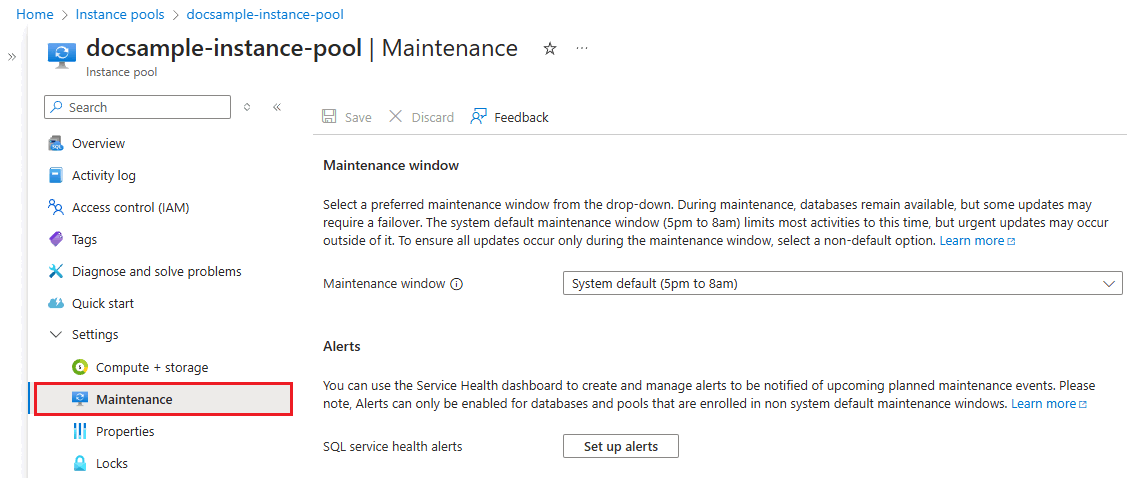 Home > Instance pools > docsample-instance-pool
docsample-instance-pool | Maintenance
Instance pool
Search
Overview
Activity log
Access control (IAM)
Tags
Diagnose and solve problems
Quick start
Settings
Compute + storage
Maintenance
Properties
Locks
Save Discard Feedback
Maintenance window
Select a preferred maintenance window from the drop-down. During maintenance, databases remain available, but some updates may
require a failover. The system default maintenance window (5pm to 8am) limits most activities to this time, but urgent updates may occur
outside of it. To ensure all updates occur only during the maintenance window, select a non-default option. Learn more
Maintenance window System default (5pm to 8am)
Alerts
You can use the Service Health dashboard to create and manage alerts to be notified of upcoming planned maintenance events. Please
note, Alerts can only be enabled for databases and pools that are enrolled in non system default maintenance windows. Learn more
SQL service health alerts Set up alerts